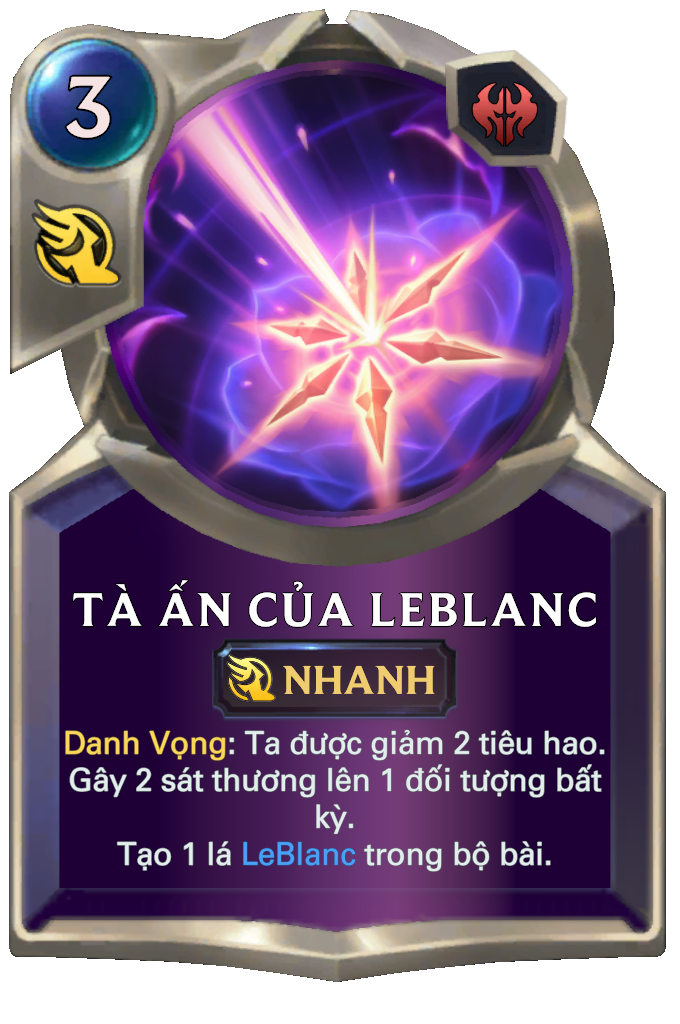 3
TÀ ẤN CỦA LEBLANC
NHANH
Danh Vọng: Ta được giảm 2 tiêu hao.
Gây 2 sát thương lên 1 đối tượng bất
kỳ.
Tạo 1 lá LeBlanc trong bộ bài.